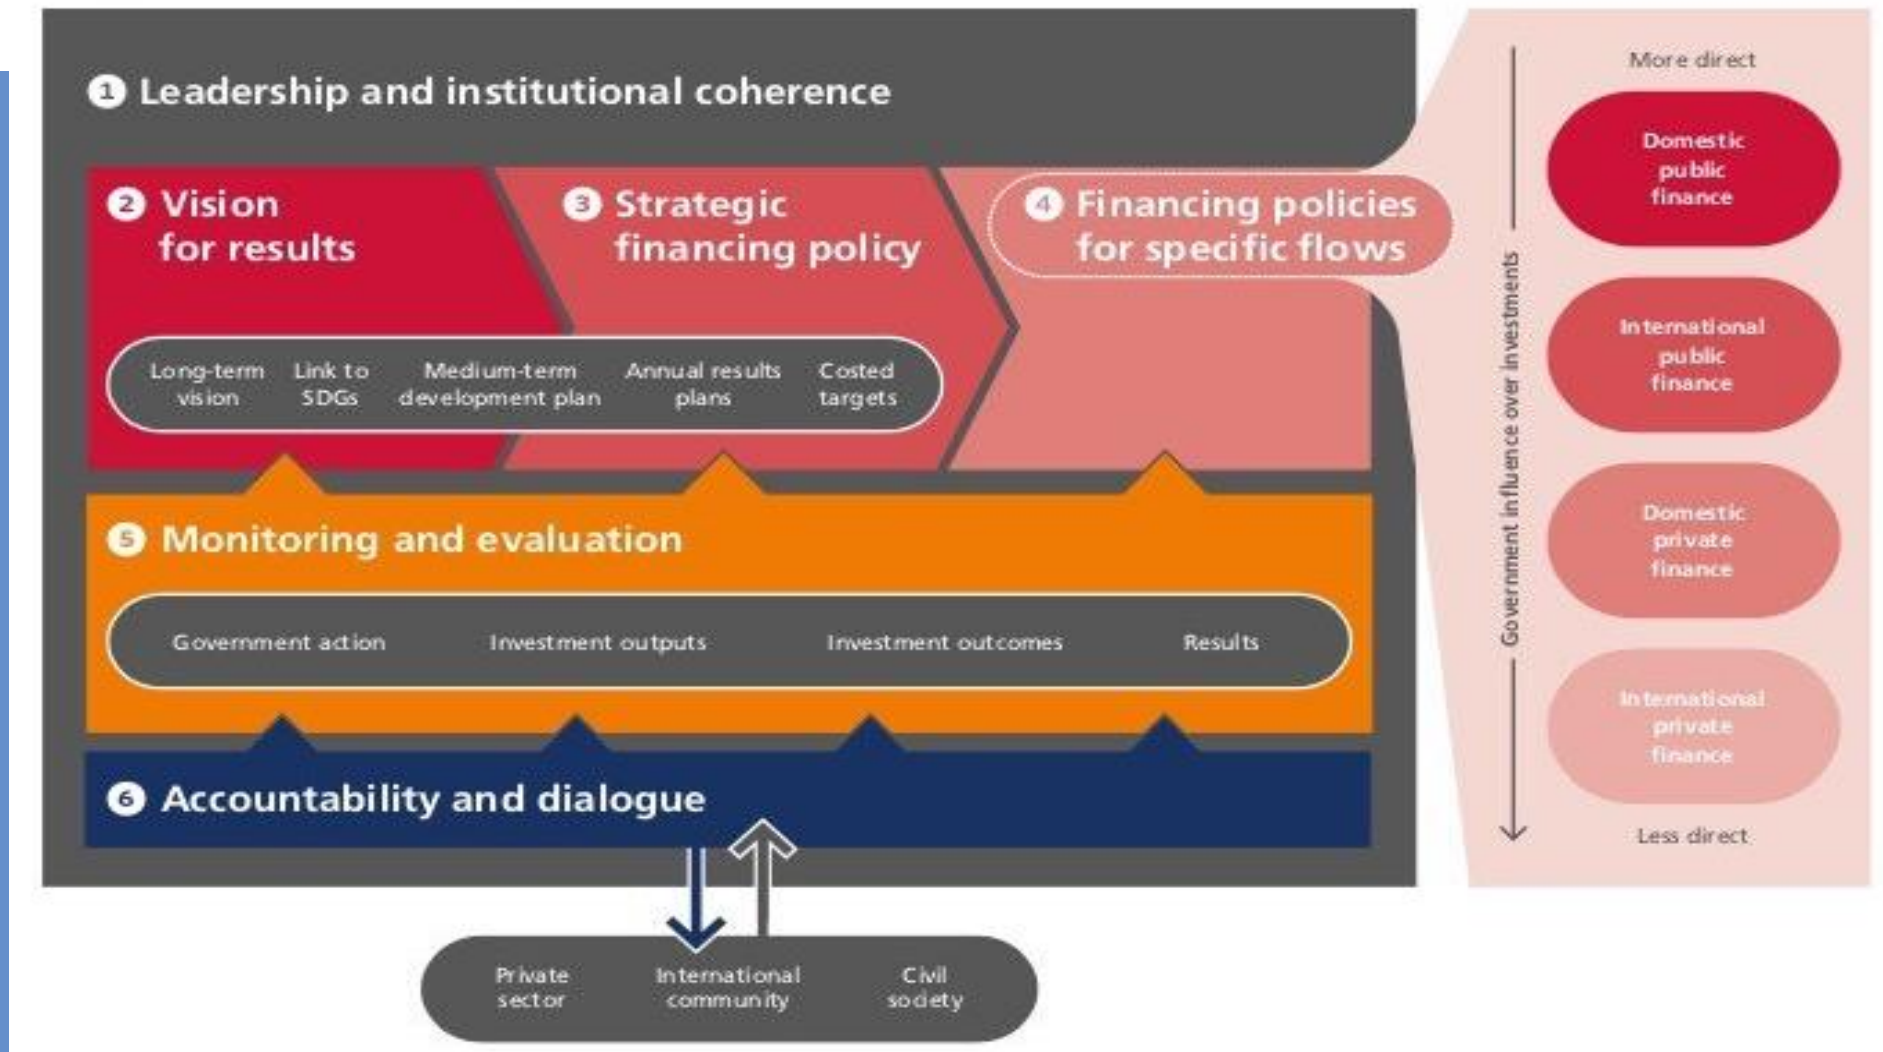 1 Leadership and institutional coherence
2 Vision
for results
3 Strategic
financing policy
4 Financing policies
for specific flows
Long-term
vision
Link to
SDGs
Medium-term
development plan
Annual results
plans
Costed
targets
5 Monitoring and evaluation
Government action
Investment outputs
Investment outcomes
Results
6 Accountability and dialogue
Private
sector
International
community
Civil
society
More direct
Government influence over investments
Domestic
public
finance
International
public
finance
Domestic
private
finance
International
private
finance
Less direct